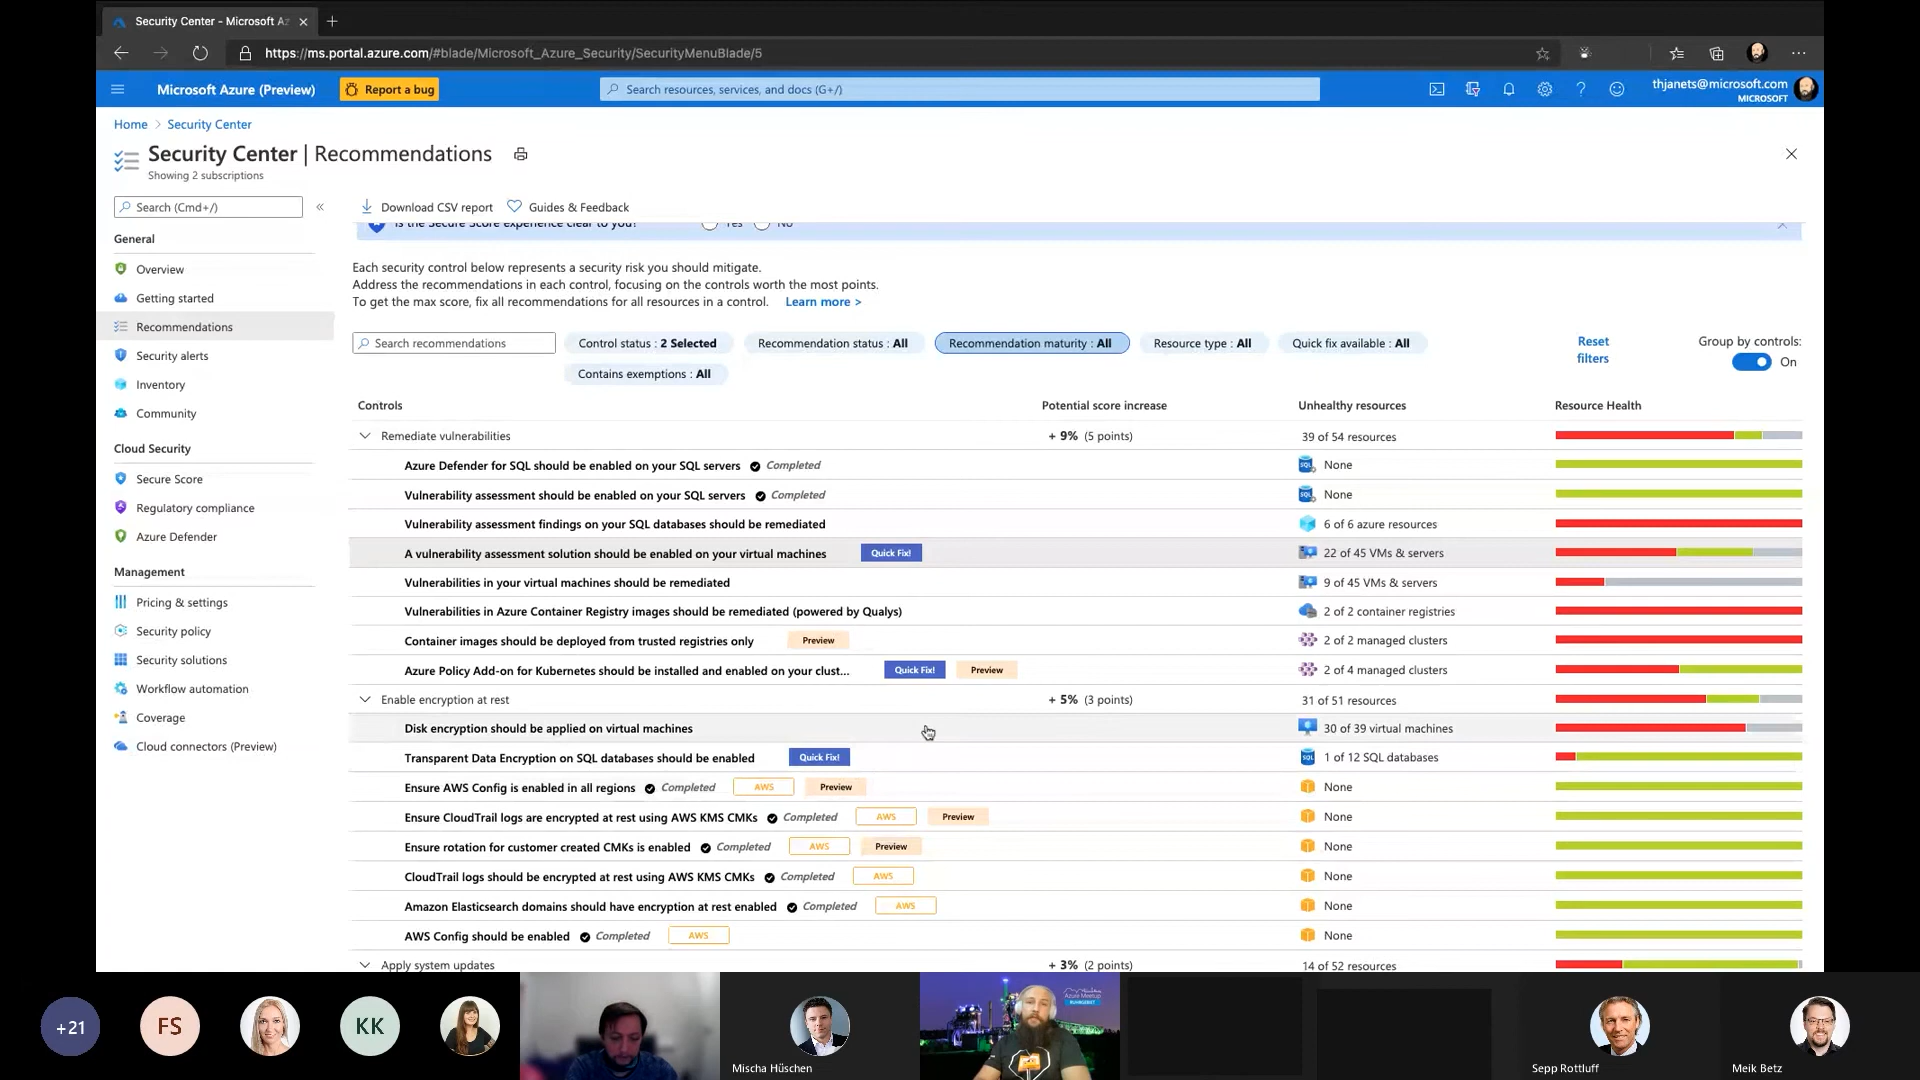 Security Center - Microsoft Az
https://ms.portal.azure.com/#blade/Microsoft_Azure_Security/SecurityMenuBlade/5
Microsoft Azure (Preview)
Report a bug
Search resources, services, and docs (G+/)
thjanets@microsoft.com
MICROSOFT
Home > Security Center
Security Center | Recommendations
Showing 2 subscriptions
Search (Cmd+/)
«
General
Overview
Getting started
Recommendations
Security alerts
Inventory
Community
Cloud Security
Secure Score
Regulatory compliance
Azure Defender
Management
Pricing & settings
Security policy
Security solutions
Workflow automation
Coverage
Cloud connectors (Preview)
Download CSV report
Guides & Feedback
Is the Secure Score experience clear to you?
Yes
No
Each security control below represents a security risk you should mitigate.
Address the recommendations in each control, focusing on the controls worth the most points.
To get the max score, fix all recommendations for all resources in a control. Learn more >
Search recommendations
Control status : 2 Selected
Recommendation status : All
Recommendation maturity : All
Resource type : All
Quick fix available : All
Contains exemptions : All
Reset
filters
Group by controls:
On
Controls Potential score increase Unhealthy resources Resource Health
Remediate vulnerabilities + 9% (5 points) 39 of 54 resources
Azure Defender for SQL should be enabled on your SQL servers Completed None
Vulnerability assessment should be enabled on your SQL servers Completed None
Vulnerability assessment findings on your SQL databases should be remediated 6 of 6 azure resources
A vulnerability assessment solution should be enabled on your virtual machines Quick Fix! 22 of 45 VMs & servers
Vulnerabilities in your virtual machines should be remediated 9 of 45 VMs & servers
Vulnerabilities in Azure Container Registry images should be remediated (powered by Qualys) 2 of 2 container registries
Container images should be deployed from trusted registries only Preview 2 of 2 managed clusters
Azure Policy Add-on for Kubernetes should be installed and enabled on your clust... Quick Fix! Preview 2 of 4 managed clusters
Enable encryption at rest + 5% (3 points) 31 of 51 resources
Disk encryption should be applied on virtual machines 30 of 39 virtual machines
Transparent Data Encryption on SQL databases should be enabled Quick Fix! 1 of 12 SQL databases
Ensure AWS Config is enabled in all regions Completed AWS Preview None
Ensure CloudTrail logs are encrypted at rest using AWS KMS CMKs Completed AWS Preview None
Ensure rotation for customer created CMKs is enabled Completed AWS Preview None
CloudTrail logs should be encrypted at rest using AWS KMS CMKs Completed AWS None
Amazon Elasticsearch domains should have encryption at rest enabled Completed AWS None
AWS Config should be enabled Completed AWS None
Apply system updates + 3% (2 points) 14 of 52 resources
+21
FS
KK
Mischa Hüschen
Azure Meetup
RUHRGEBIET
Sepp Rottluff
Meik Betz